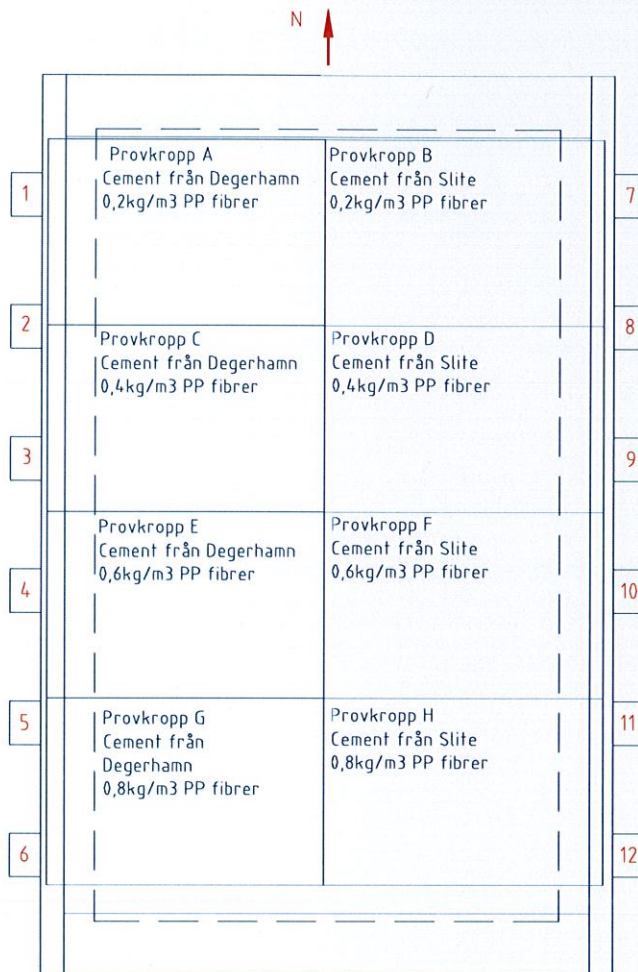 N
Provkropp A
Cement från Degerhamn
0,2kg/m3 PP fibrer
Provkropp B
Cement från Slite
0,2kg/m3 PP fibrer
1
7
2
8
Provkropp C
Cement från Degerhamn
0,4kg/m3 PP fibrer
Provkropp D
Cement från Slite
0,4kg/m3 PP fibrer
3
9
Provkropp E
Cement från Degerhamn
0,6kg/m3 PP fibrer
Provkropp F
Cement från Slite
0,6kg/m3 PP fibrer
4
10
5
11
Provkropp G
Cement från
Degerhamn
0,8kg/m3 PP fibrer
Provkropp H
Cement från Slite
0,8kg/m3 PP fibrer
6
12